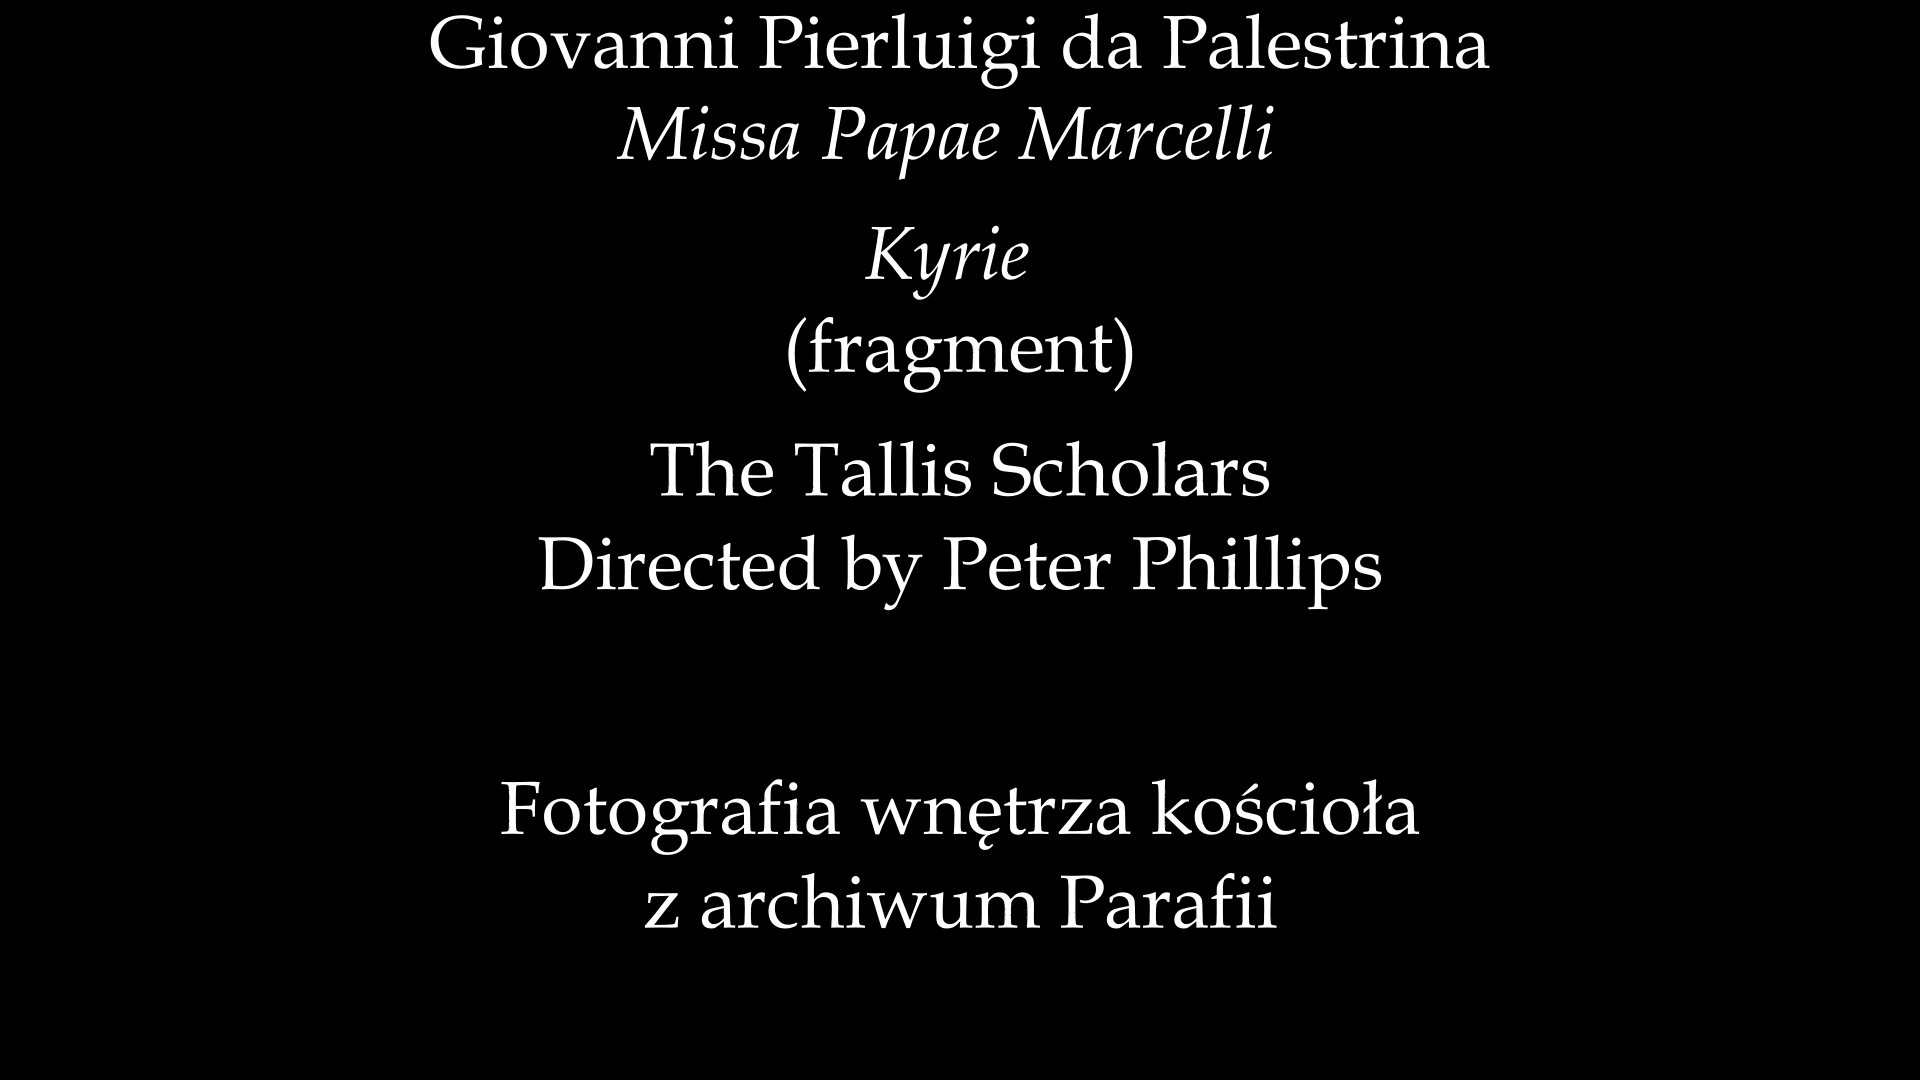 Giovanni Pierluigi da Palestrina
Missa Papae Marcelli
Kyrie
(fragment)
The Tallis Scholars
Directed by Peter Phillips
Fotografia wnętrza kościoła
z archiwum Parafii